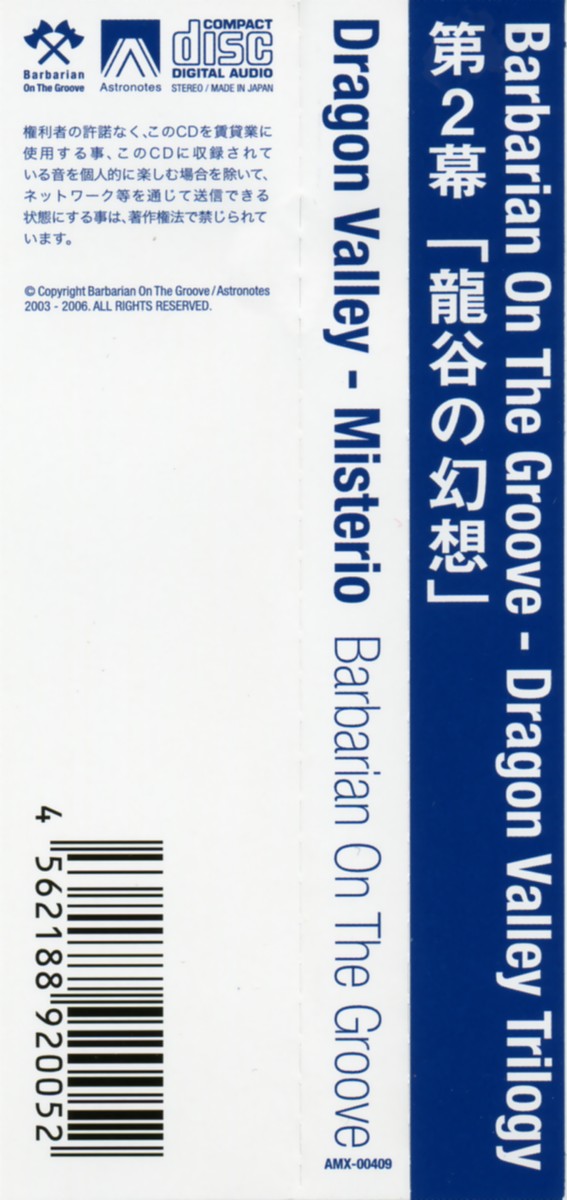 Barbarian
On The Groove
Astronotes
COMPACT
disc
DIGITAL AUDIO
STEREO / MADE IN JAPAN
権利者の許諾なく、このCDを賃貸業に
使用する事、このCDに収録されて
いる音を個人的に楽しむ場合を除いて、
ネットワーク等を通じて送信できる
状態にする事は、著作権法で禁じられて
います。
© Copyright Barbarian On The Groove / Astronotes
2003 - 2006. ALL RIGHTS RESERVED.
4 562188 920052
Dragon Valley - Misterio Barbarian On The Groove
AMX-00409
Barbarian On The Groove - Dragon Valley Trilogy
第2幕「龍谷の幻想」